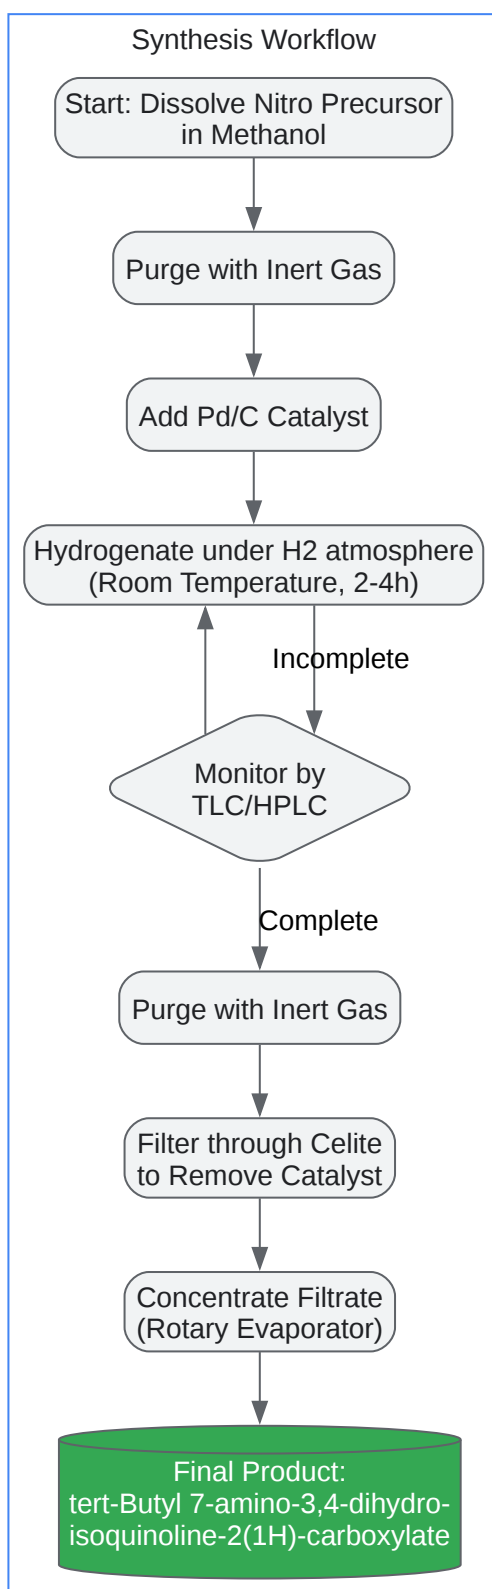 Synthesis Workflow
Start: Dissolve Nitro Precursor
in Methanol
Purge with Inert Gas
Add Pd/C Catalyst
Hydrogenate under H2 atmosphere
(Room Temperature, 2-4h)
Incomplete
Monitor by
TLC/HPLC
Complete
Purge with Inert Gas
Filter through Celite
to Remove Catalyst
Concentrate Filtrate
(Rotary Evaporator)
Final Product:
tert-Butyl 7-amino-3,4-dihydro-
isoquinoline-2(1H)-carboxylate